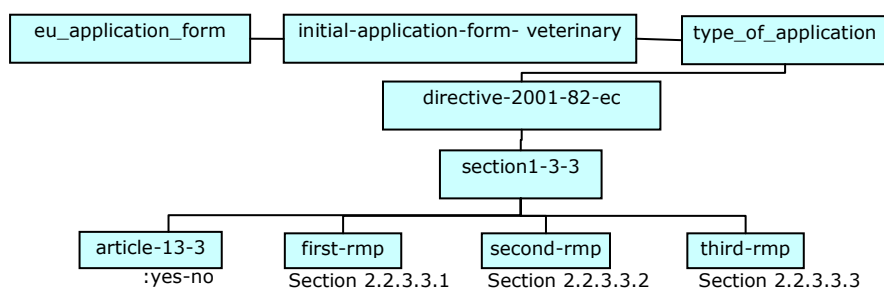 eu_application_form
initial-application-form- veterinary
type_of_application
directive-2001-82-ec
section1-3-3
article-13-3
first-rmp
second-rmp
third-rmp
:yes-no
Section 2.2.3.3.1
Section 2.2.3.3.2
Section 2.2.3.3.3